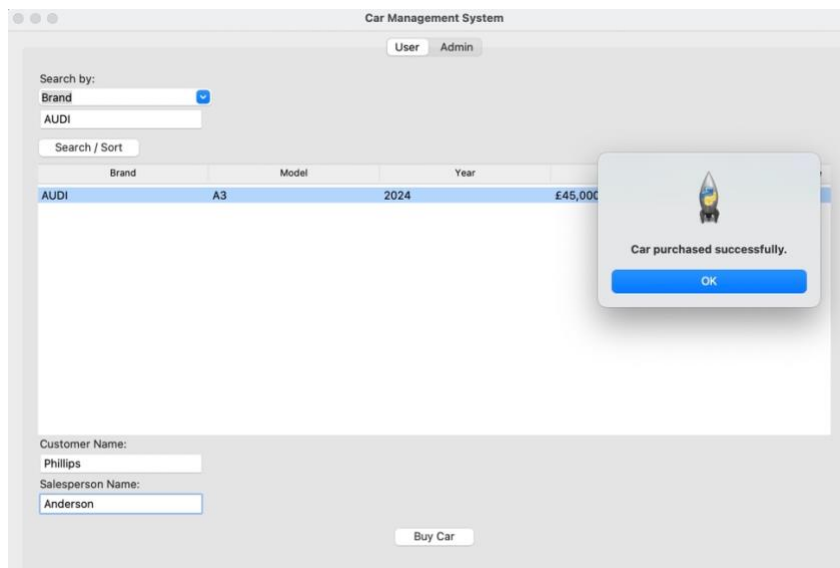 Car Management System
User Admin
Search by:
Brand
AUDI
Search / Sort
Brand Model Year
AUDI A3 2024 £45,000
Car purchased successfully.
OK
Customer Name:
Phillips
Salesperson Name:
Anderson
Buy Car